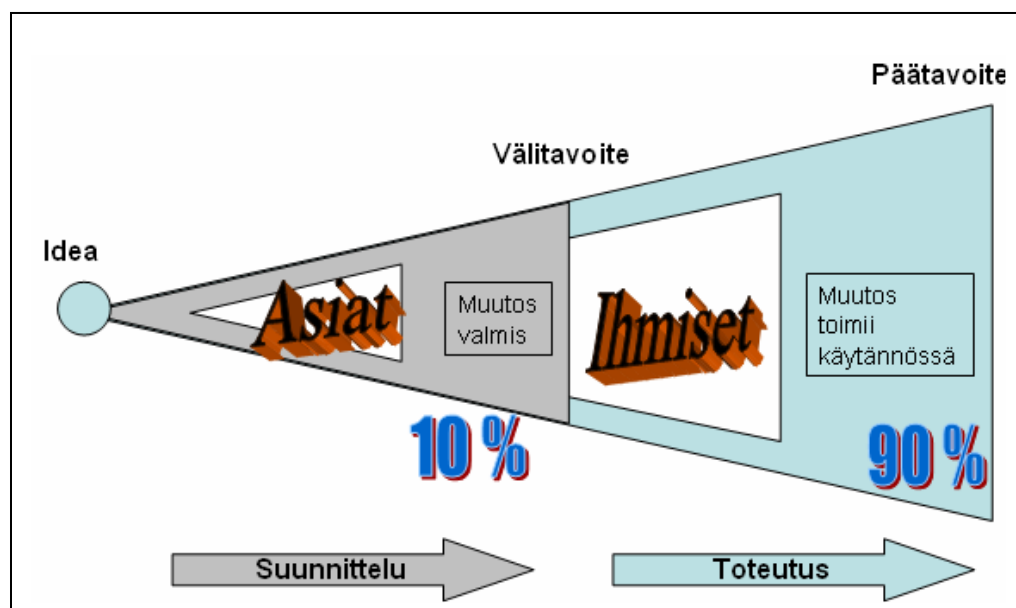 Päätavoite
Välitavoite
Idea
Asiat
Muutos
valmis
Ihmiset
Muutos
toimii
käytännössä
10 %
90 %
Suunnittelu
Toteutus